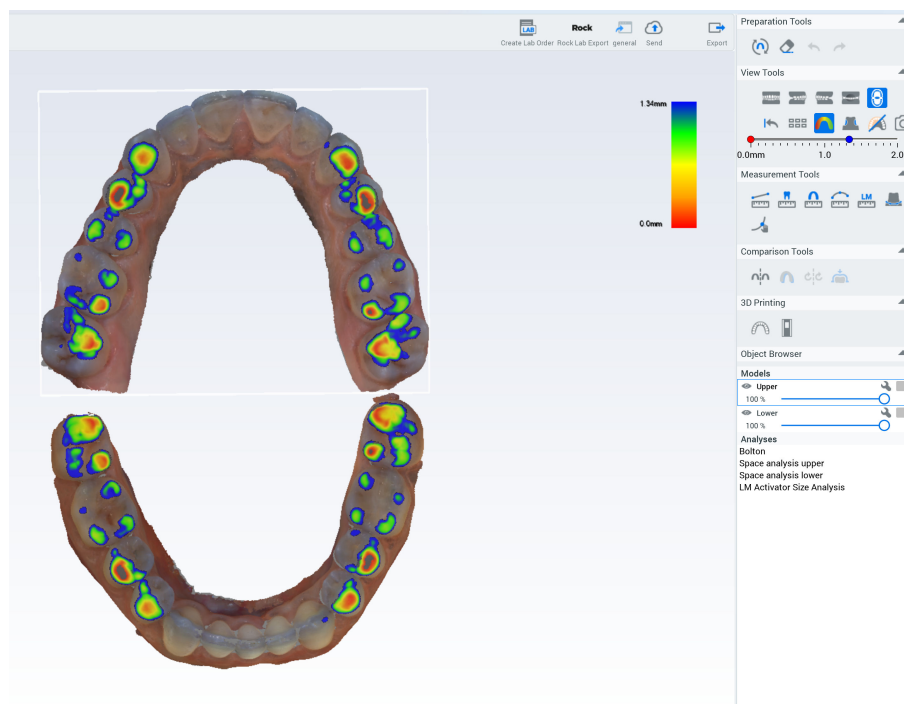 LAB
Rock
Create Lab Order Rock Lab Export general Send Export
Preparation Tools
View Tools
0.0mm 1.0 2.0
Measurement Tools
LM
Comparison Tools
3D Printing
Object Browser
Models
Upper
100 %
Lower
100 %
Analyses
Bolton
Space analysis upper
Space analysis lower
LM Activator Size Analysis
1.34mm
0.0mm